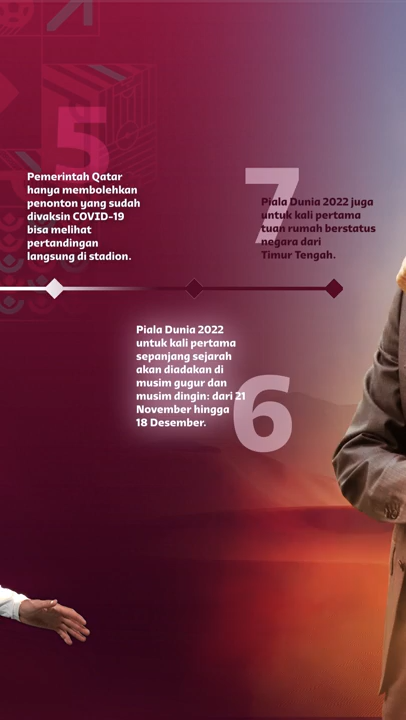 5
Pemerintah Qatar
hanya membolehkan
penonton yang sudah
divaksin COVID-19
bisa melihat
pertandingan
langsung di stadion.
6
Piala Dunia 2022
untuk kali pertama
sepanjang sejarah
akan diadakan di
musim gugur dan
musim dingin: dari 21
November hingga
18 Desember.
7
Piala Dunia 2022 juga
untuk kali pertama
tuan rumah berstatus
negara dari
Timur Tengah.